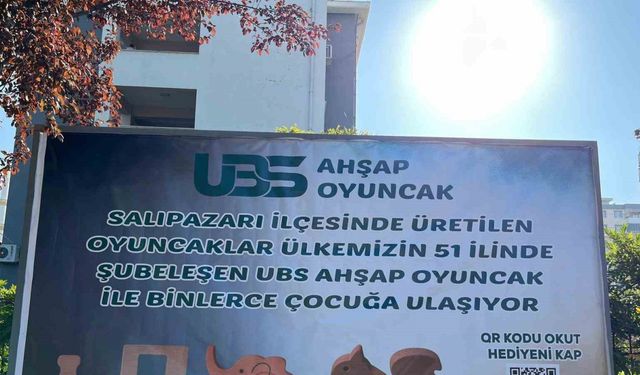 UBS AHŞAP
OYUNCAK
SALIPAZARI İLÇESİNDE ÜRETİLEN
OYUNCAKLAR ÜLKEMİZİN 51 İLİNDE
ŞUBELEŞEN UBS AHŞAP OYUNCAK
İLE BİNLERCE ÇOCUĞA ULAŞIYOR
QR KODU OKUT
HEDİYENİ KAP